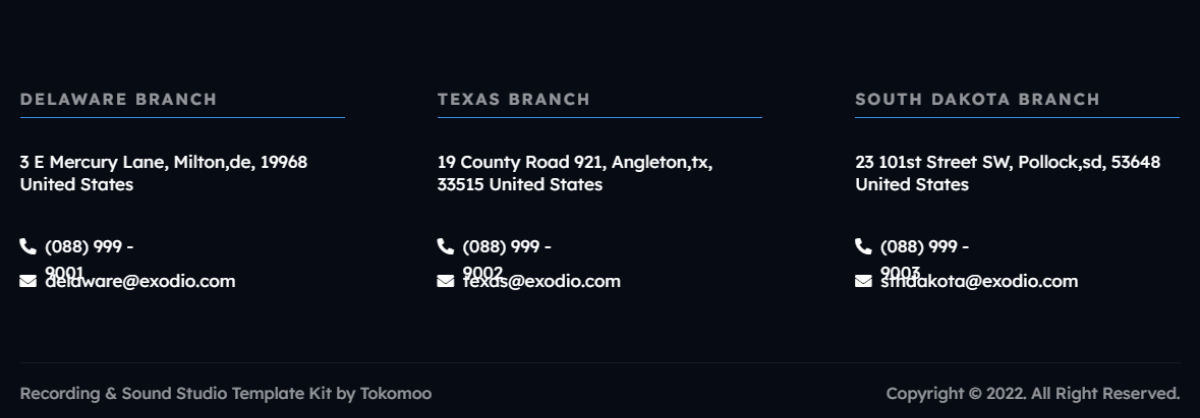 DELAWARE BRANCH
3 E Mercury Lane, Milton,de, 19968
United States
(088) 999 -
9001
delaware@exodio.com
TEXAS BRANCH
19 County Road 921, Angleton,tx,
33515 United States
(088) 999 -
9002
texas@exodio.com
SOUTH DAKOTA BRANCH
23 101st Street SW, Pollock,sd, 53648
United States
(088) 999 -
9003
sthdakota@exodio.com
Recording & Sound Studio Template Kit by Tokomoo
Copyright © 2022. All Right Reserved.